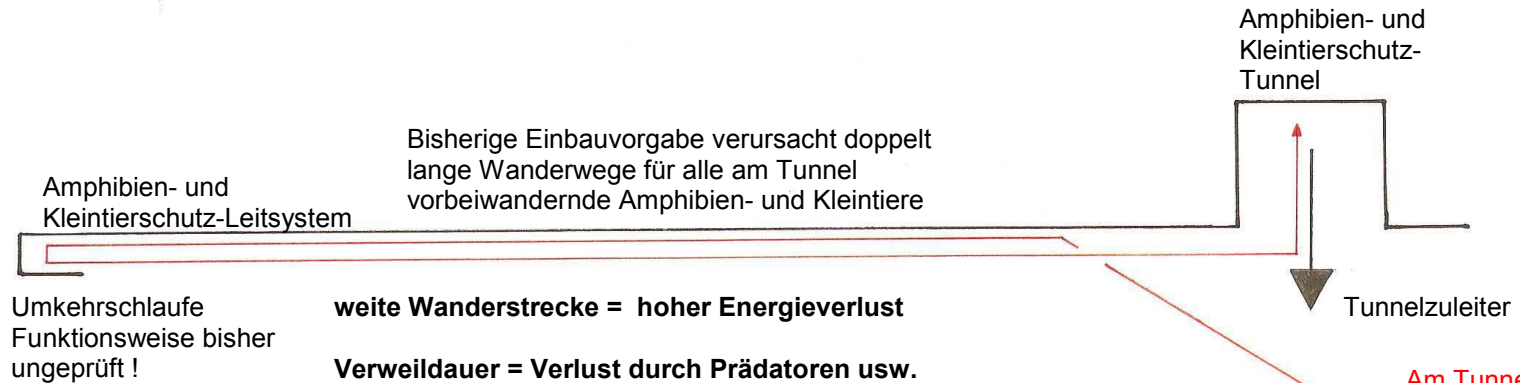 Amphibien- und
Kleintierschutz-
Tunnel
Bisherige Einbauvorgabe verursacht doppelt
lange Wanderwege für alle am Tunnel
vorbeiwandernde Amphibien- und Kleintiere
Amphibien- und
Kleintierschutz-Leitsystem
Umkehrschlaufe
Funktionsweise bisher
ungeprüft !
weite Wanderstrecke = hoher Energieverlust
Verweildauer = Verlust durch Prädatoren usw.
Tunnelzuleiter
Am